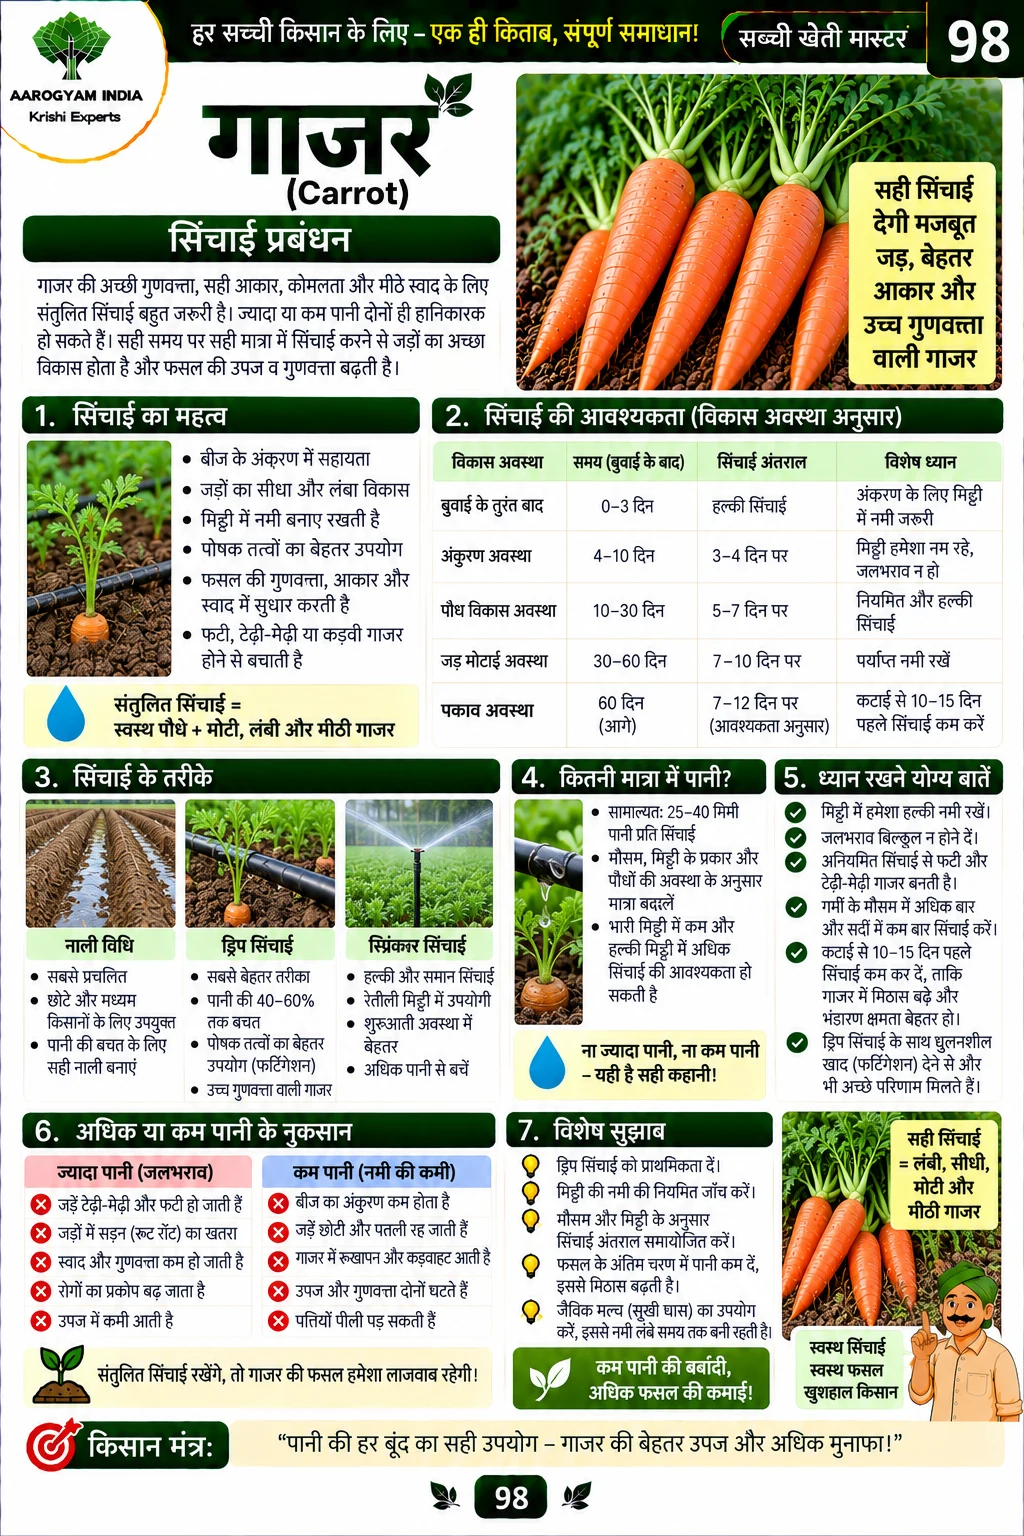 AAROGYAM INDIA
Krishi Experts
हर सच्ची किसान के लिए – एक ही किताब, संपूर्ण समाधान!
सब्ची खेती मास्टर
98
गाजर
(Carrot)
सिंचाई प्रबंधन
गाजर की अच्छी गुणवत्ता, सही आकार, कोमलता और मीठे स्वाद के लिए
संतुलित सिंचाई बहुत जरूरी है। ज्यादा या कम पानी दोनों ही हानिकारक
हो सकते हैं। सही समय पर सही मात्रा में सिंचाई करने से जड़ों का अच्छा
विकास होता है और फसल की उपज व गुणवत्ता बढ़ती है।
सही सिंचाई
देगी मजबूत
जड़, बेहतर
आकार और
उच्च गुणवत्ता
वाली गाजर
1. सिंचाई का महत्व
• बीज के अंकुरण में सहायता
• जड़ों का सीधा और लंबा विकास
• मिट्टी में नमी बनाए रखती है
• पोषक तत्वों का बेहतर उपयोग
• फसल की गुणवत्ता, आकार और
स्वाद में सुधार करती है
• फटी, टेढ़ी-मेढ़ी या कड़वी गाजर
होने से बचाती है
संतुलित सिंचाई =
स्वस्थ पौधे + मोटी, लंबी और मीठी गाजर
2. सिंचाई की आवश्यकता (विकास अवस्था अनुसार)
विकास अवस्था समय (बुवाई के बाद) सिंचाई अंतराल विशेष ध्यान
बुवाई के तुरंत बाद 0–3 दिन हल्की सिंचाई अंकुरण के लिए मिट्टी
में नमी जरूरी
अंकुरण अवस्था 4–10 दिन 3–4 दिन पर मिट्टी हमेशा नम रहे,
जलभराव न हो
पौध विकास अवस्था 10–30 दिन 5–7 दिन पर नियमित और हल्की
सिंचाई
जड़ मोटाई अवस्था 30–60 दिन 7–10 दिन पर पर्याप्त नमी रखें
पकाव अवस्था 60 दिन 7–12 दिन पर कटाई से 10–15 दिन
(आगे) (आवश्यकता अनुसार) पहले सिंचाई कम करें
3. सिंचाई के तरीके
नाली विधि
• सबसे प्रचलित
• छोटे और मध्यम
किसानों के लिए उपयुक्त
• पानी की बचत के लिए
सही नाली बनाएं
ड्रिप सिंचाई
• सबसे बेहतर तरीका
• पानी की 40–60%
तक बचत
• पोषक तत्वों का बेहतर
उपयोग (फर्टिगेशन)
• उच्च गुणवत्ता वाली गाजर
स्प्रिंकलर सिंचाई
• हल्की और समान सिंचाई
• रेतीली मिट्टी में उपयोगी
• शुरुआती अवस्था में
बेहतर
• अधिक पानी से बचें
4. कितनी मात्रा में पानी?
• सामान्यत: 25–40 मिमी
पानी प्रति सिंचाई
• मौसम, मिट्टी के प्रकार और
पौधों की अवस्था के अनुसार
मात्रा बदलें
• भारी मिट्टी में कम और
हल्की मिट्टी में अधिक
सिंचाई की आवश्यकता हो
सकती है
ना ज्यादा पानी, ना कम पानी
– यही है सही कहानी!
5. ध्यान रखने योग्य बातें
मिट्टी में हमेशा हल्की नमी रखें।
जलभराव बिल्कुल न होने दें।
अनियमित सिंचाई से फटी और
टेढ़ी-मेढ़ी गाजर बनती है।
गर्मी के मौसम में अधिक बार
और सर्दी में कम बार सिंचाई करें।
कटाई से 10–15 दिन पहले
सिंचाई कम कर दें, ताकि
गाजर में मिठास बढ़े और
भंडारण क्षमता बेहतर हो।
ड्रिप सिंचाई के साथ घुलनशील
खाद (फर्टिगेशन) देने से और
भी अच्छे परिणाम मिलते हैं।
6. अधिक या कम पानी के नुकसान
ज्यादा पानी (जलभराव)
जड़ें टेढ़ी-मेढ़ी और फटी हो जाती हैं
जड़ों में सड़न (रूट रॉट) का खतरा
स्वाद और गुणवत्ता कम हो जाती है
रोगों का प्रकोप बढ़ जाता है
उपज में कमी आती है
कम पानी (नमी की कमी)
बीज का अंकुरण कम होता है
जड़ें छोटी और पतली रह जाती हैं
गाजर में रूखापन और कड़वाहट आती है
उपज और गुणवत्ता दोनों घटते हैं
पत्तियाँ पीली पड़ सकती हैं
संतुलित सिंचाई रखेंगे, तो गाजर की फसल हमेशा लाजवाब रहेगी!
7. विशेष सुझाव
ड्रिप सिंचाई को प्राथमिकता दें।
मिट्टी की नमी की नियमित जाँच करें।
मौसम और मिट्टी के अनुसार
सिंचाई अंतराल समायोजित करें।
फसल के अंतिम चरण में पानी कम दें,
इससे मिठास बढ़ती है।
जैविक मल्च (सूखी घास) का उपयोग
करें, इससे नमी लंबे समय तक बनी रहती है।
कम पानी की बर्बादी,
अधिक फसल की कमाई!
सही सिंचाई
= लंबी, सीधी,
मोटी और
मीठी गाजर
स्वस्थ सिंचाई
स्वस्थ फसल
खुशहाल किसान
किसान मंत्र:
“पानी की हर बूंद का सही उपयोग – गाजर की बेहतर उपज और अधिक मुनाफा!”
98